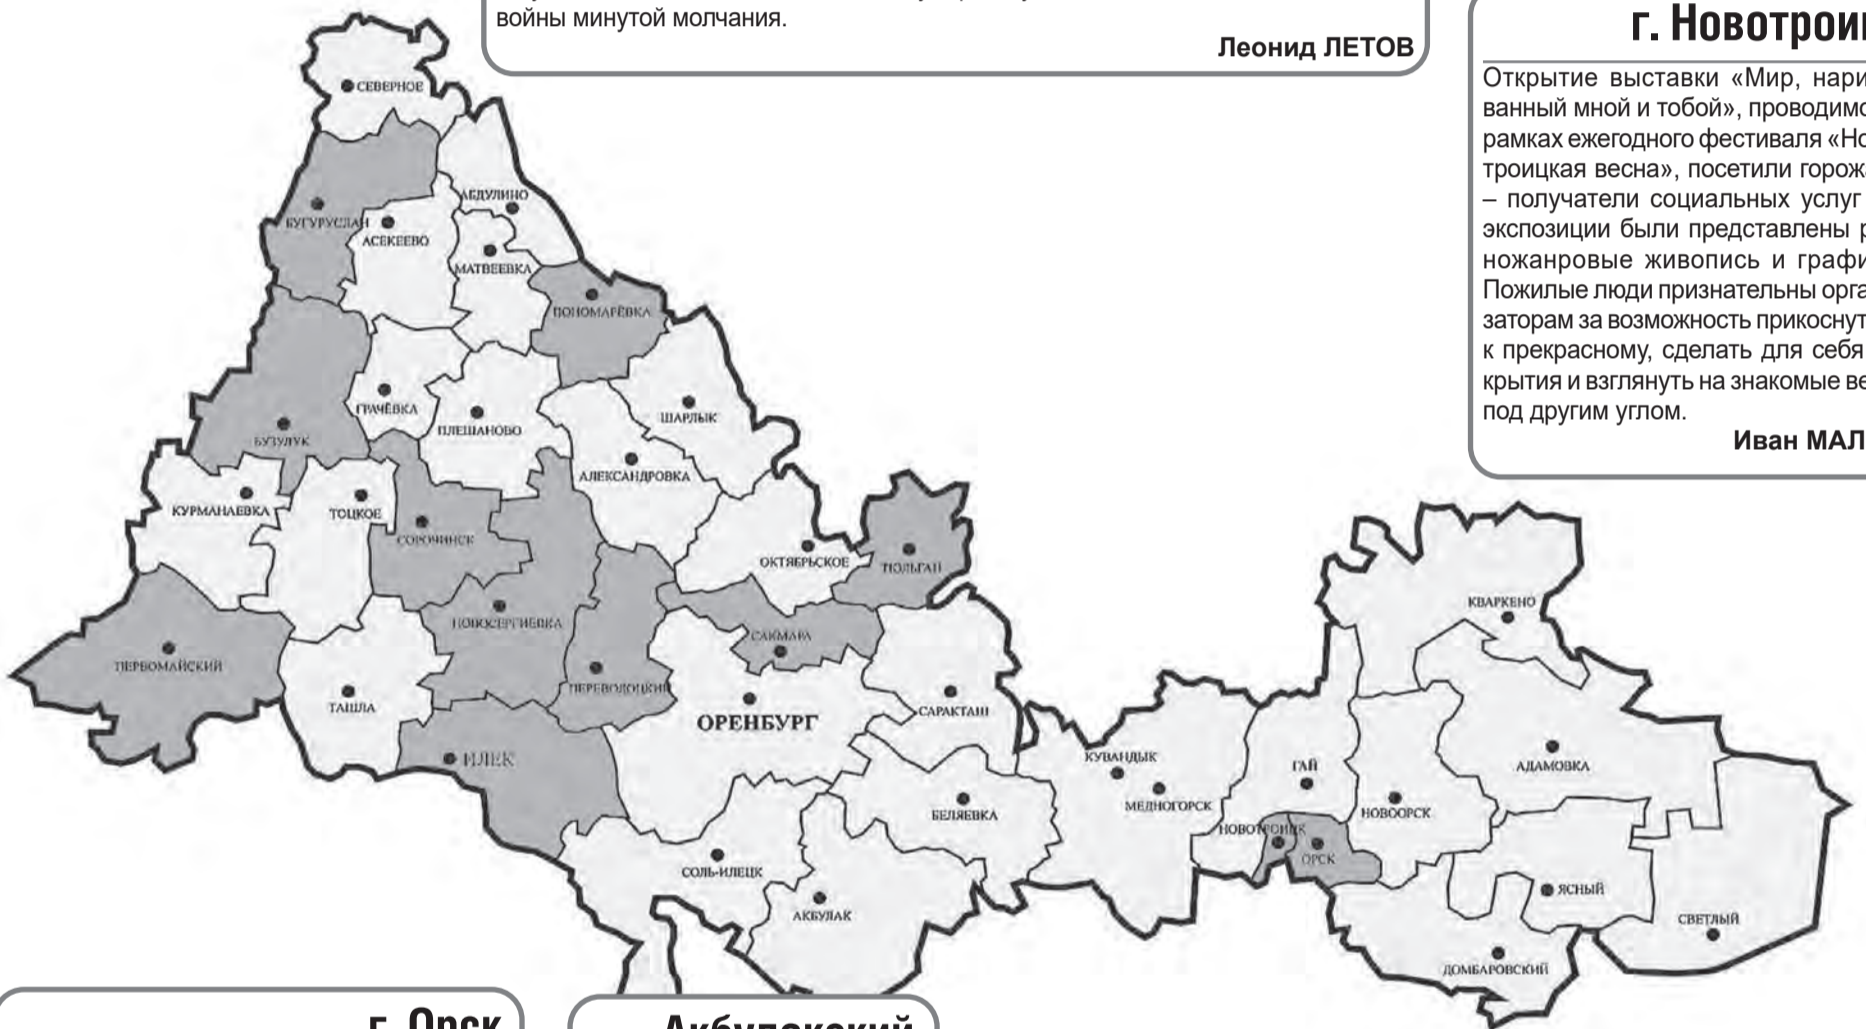 войны минутой молчания.
Леонид ЛЕТОВ
г. Новотроиц
Открытие выставки «Мир, нари
ванный мной и тобой», проводимо
рамках ежегодного фестиваля «Но
троицкая весна», посетили горож
– получатели социальных услуг
экспозиции были представлены р
ножанровые живопись и графи
Пожилые люди признательны орга
заторам за возможность прикоснут
к прекрасному, сделать для себя
крытия и взглянуть на знакомые ве
под другим углом.
Иван МАЛ
СЕВЕРНОЕ
АБДУЛИНО
БУГУРУСЛАН
АСЕКЕЕВО
МАТВЕЕВКА
ПОНОМАРЁВКА
ГРАЧЁВКА
ПЛЕШАНОВО
ШАРЛЫК
БУЗУЛУК
АЛЕКСАНДРОВКА
КУРМАНАЕВКА
ТОЦКОЕ
СОРОЧИНСК
ОКТЯБРЬСКОЕ
ТЮЛЬГАН
КВАРКЕНО
НОВОСЕРГИЕВКА
САКМАРА
ПЕРВОМАЙСКИЙ
ПЕРЕВОЛОЦКИЙ
ТАШЛА
ОРЕНБУРГ
САРАКТАШ
ИЛЕК
КУВАНДЫК
ГАЙ
АДАМОВКА
МЕДНОГОРСК
БЕЛЯЕВКА
НОВООРСК
НОВОТРОИЦК
ОРСК
СОЛЬ-ИЛЕЦК
ЯСНЫЙ
АКБУЛАК
СВЕТЛЫЙ
ДОМБАРОВСКИЙ
г. Орск
Акбулакский